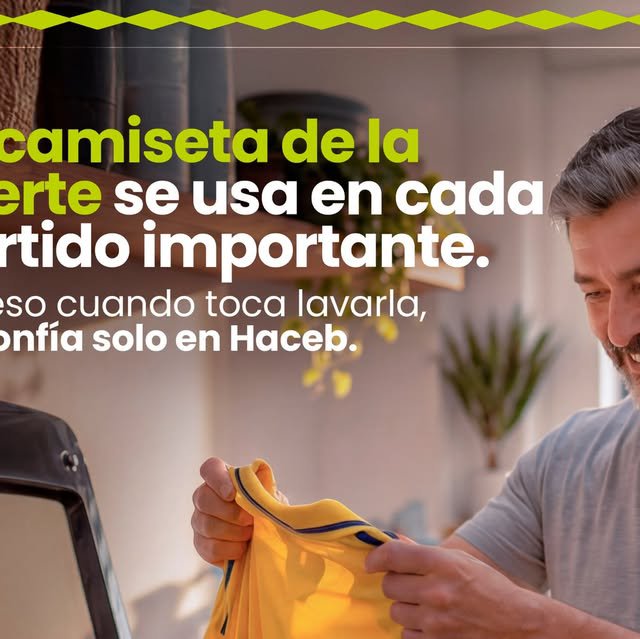 camiseta de la
erte se usa en cada
rtido importante.
eso cuando toca lavarla,
onfía solo en Haceb.